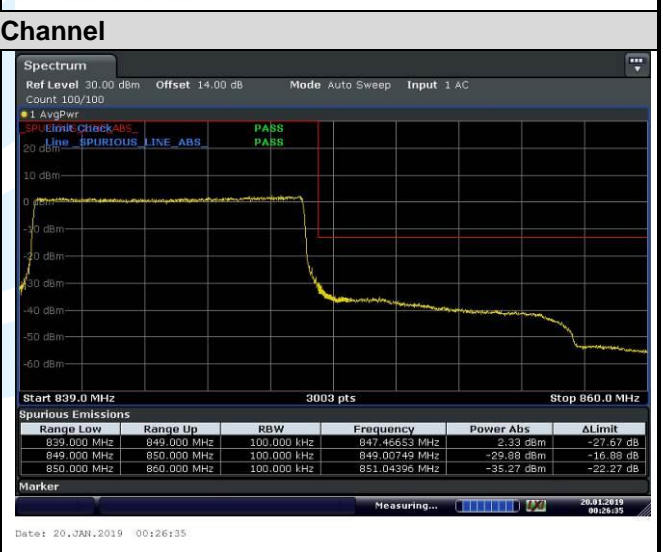 Channel
Spectrum
Ref Level 30.00 dBm Offset 14.00 dB Mode Auto Sweep Input 1 AC
Count 100/100
1 AvgPwr
Limit Check PASS
Line _SPURIOUS_LINE_ABS_ PASS
20 dBm
10 dBm
0 dBm
-10 dBm
-20 dBm
-30 dBm
-40 dBm
-50 dBm
-60 dBm
Start 839.0 MHz 3003 pts Stop 860.0 MHz
Spurious Emissions
Range Low Range Up RBW Frequency Power Abs ΔLimit
839.000 MHz 849.000 MHz 100.000 kHz 847.46653 MHz 2.33 dBm -27.67 dB
849.000 MHz 850.000 MHz 100.000 kHz 849.00749 MHz -29.88 dBm -16.88 dB
850.000 MHz 860.000 MHz 100.000 kHz 851.04396 MHz -35.27 dBm -22.27 dB
Marker
Measuring... 20.01.2019
00:26:35
Date: 20.JAN.2019 00:26:35